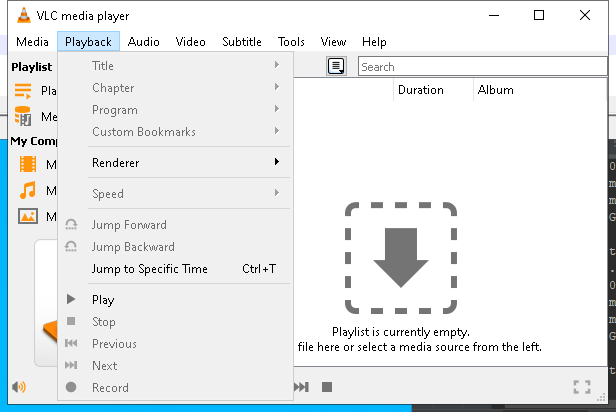 VLC media player
Media Playback Audio Video Subtitle Tools View Help
Playlist
Search
Duration Album
My Comp
Title
Chapter
Program
Custom Bookmarks
Renderer
Speed
Jump Forward
Jump Backward
Jump to Specific Time Ctrl+T
Play
Stop
Previous
Next
Record
Playlist is currently empty.
file here or select a media source from the left.